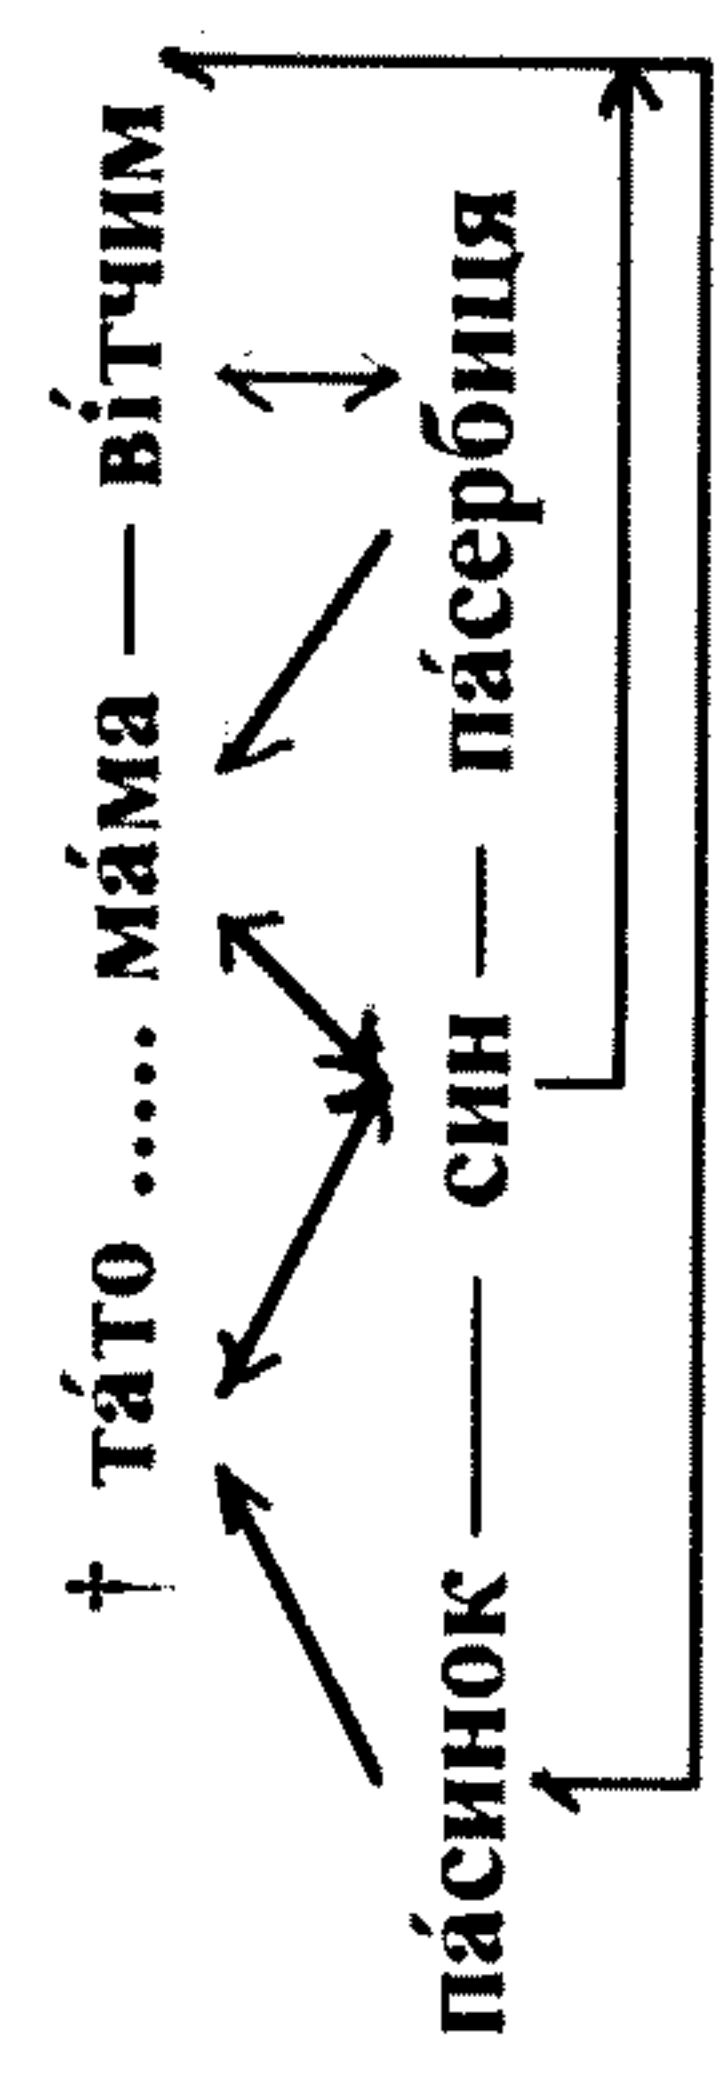 † та́то ..... ма́ма — ві́тчим
па́синок — син — па́сербиця